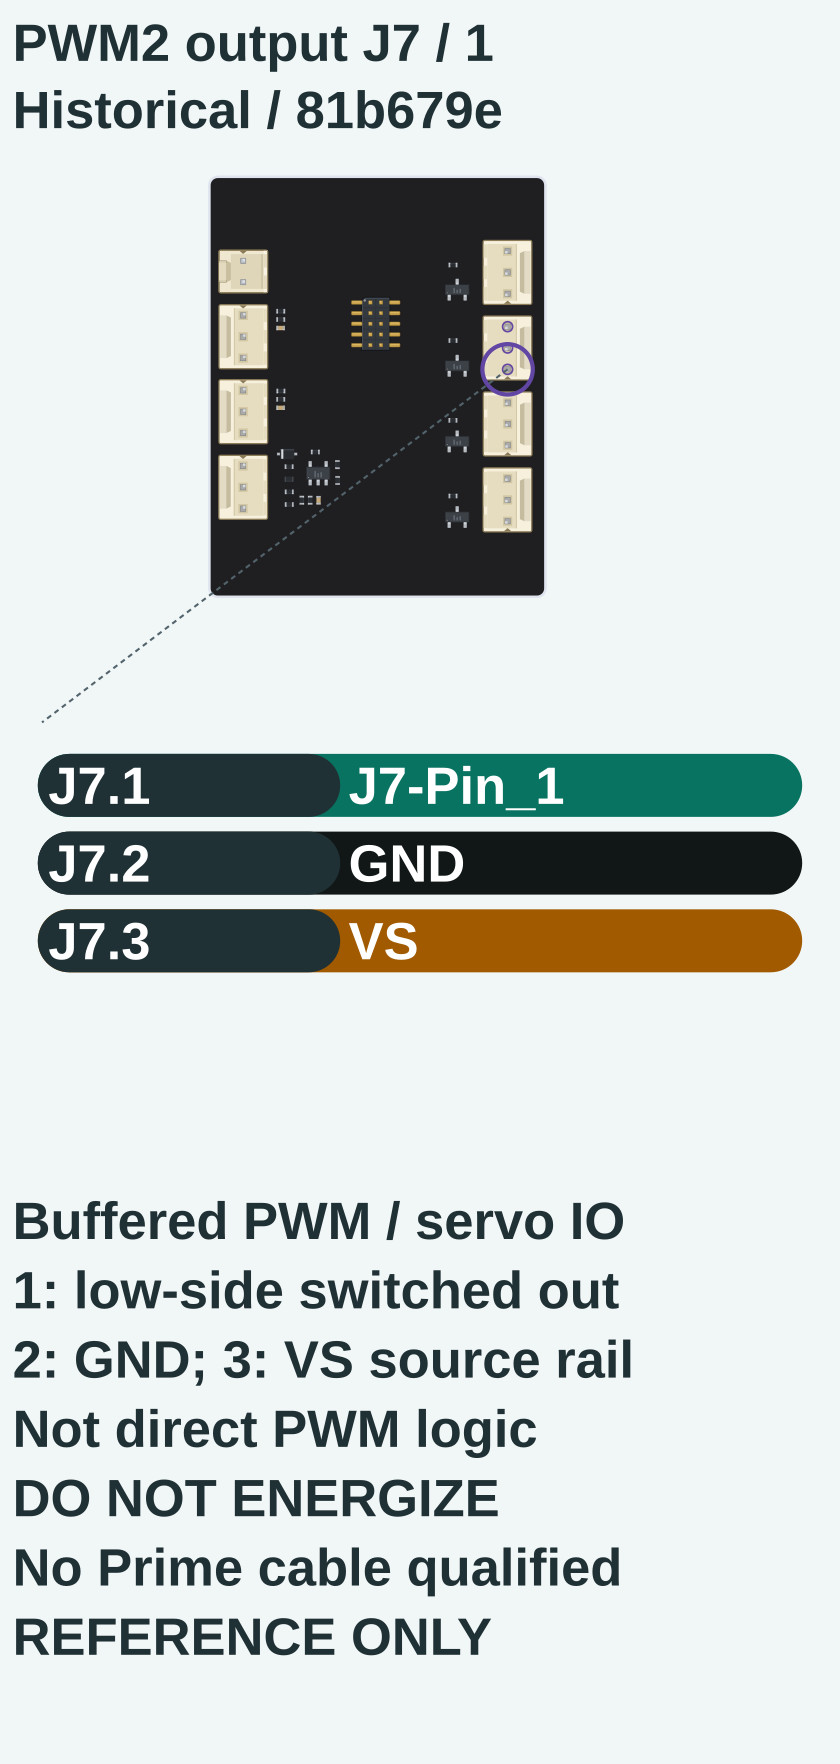 PWM2 output J7 / 1
Historical / 81b679e
J7.1 J7-Pin_1
J7.2 GND
J7.3 VS
Buffered PWM / servo IO
1: low-side switched out
2: GND; 3: VS source rail
Not direct PWM logic
DO NOT ENERGIZE
No Prime cable qualified
REFERENCE ONLY